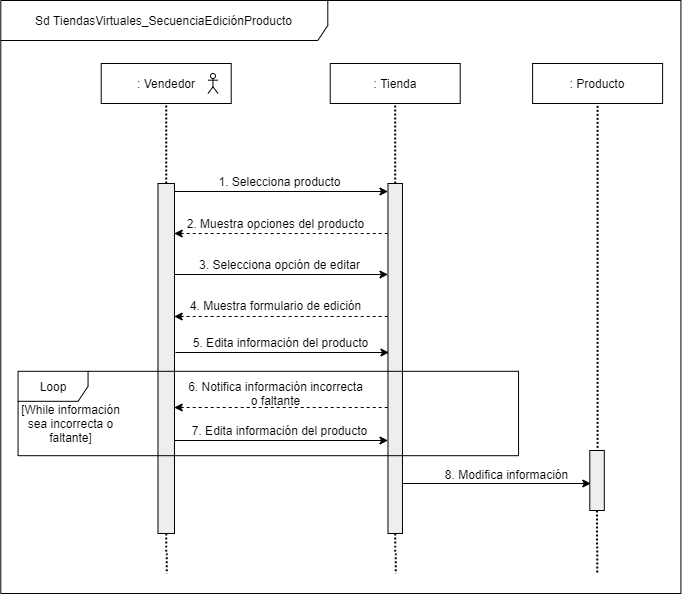 Sd TiendasVirtuales_SecuenciaEdiciónProducto
: Vendedor
: Tienda
: Producto
1. Selecciona producto
2. Muestra opciones del producto
3. Selecciona opción de editar
4. Muestra formulario de edición
5. Edita información del producto
Loop
[While información
sea incorrecta o
faltante]
6. Notifica información incorrecta
o faltante
7. Edita información del producto
8. Modifica información